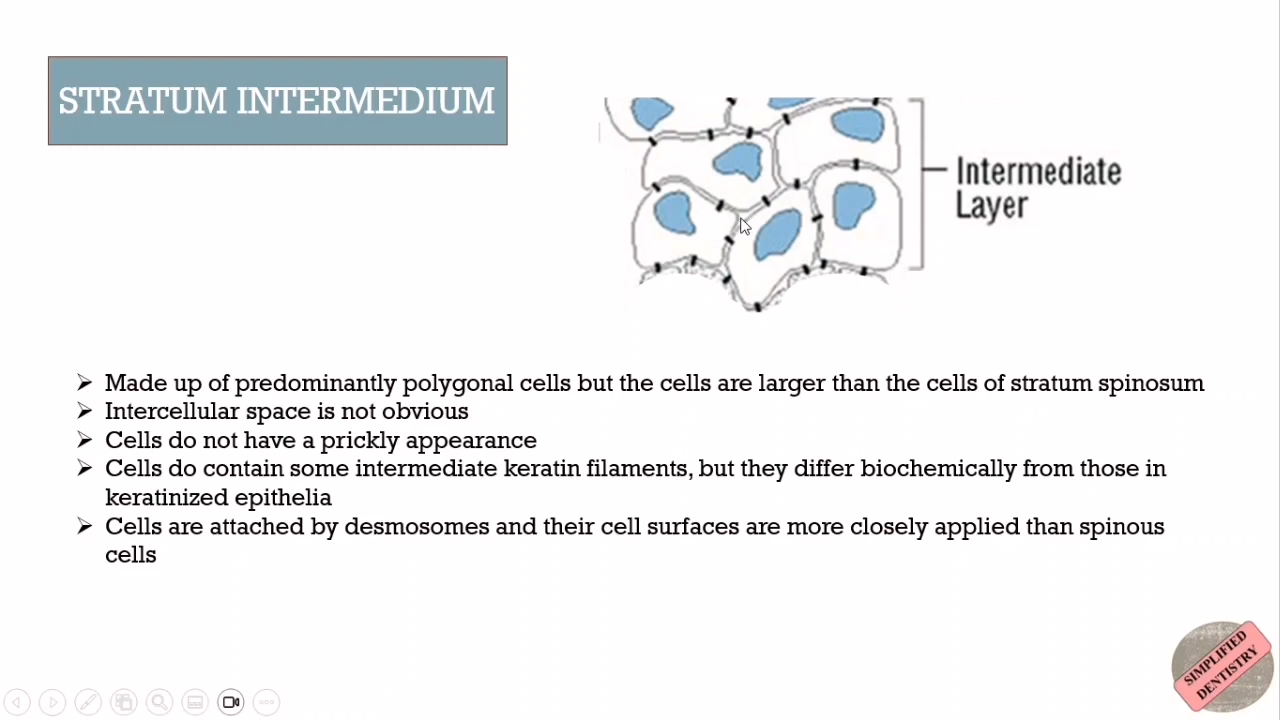 STRATUM INTERMEDIUM
Intermediate
Layer
Made up of predominantly polygonal cells but the cells are larger than the cells of stratum spinosum
Intercellular space is not obvious
Cells do not have a prickly appearance
Cells do contain some intermediate keratin filaments, but they differ biochemically from those in
keratinized epithelia
Cells are attached by desmosomes and their cell surfaces are more closely applied than spinous
cells
SIMPLIFIED
DENTISTRY